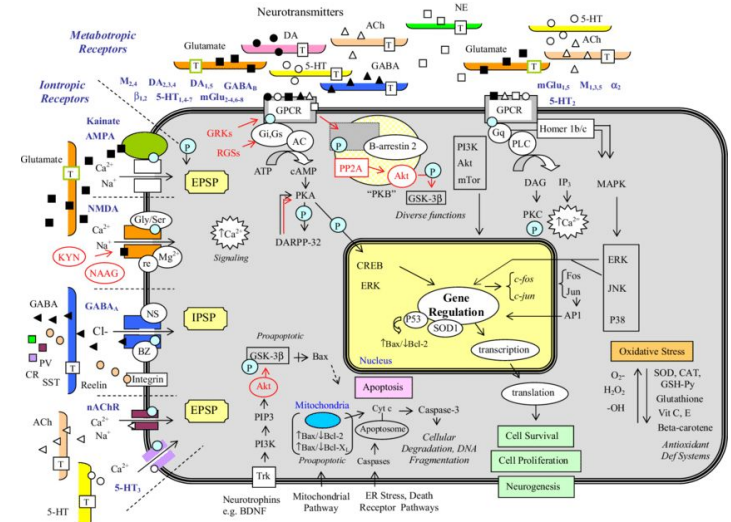 Neurotransmitters
NE
5-HT
ACh
DA
ACh
Metabotropic
Receptors
Glutamate
5-HT
GABA
Glutamate
Iontropic
Receptors
M2,4 DA2,3,4 DA1,5 GABAB
β1,2 5-HT1,4-7 mGlu2-4,6-8
mGlu1,5 M1,3,5 α2
5-HT2
T
T
T
T
T
T
T
T
T
Kainate
AMPA
GPCR
GPCR
GRKs
RGSs
Gi,Gs
AC
ATP
cAMP
PKA
DARPP-32
P
P
P
P
B-arrestin 2
PP2A
Akt
P
GSK-3β
"PKB"
Diverse functions
PI3K
Akt
mTor
Gq
PLC
Homer 1b/c
DAG
IP3
PKC
P
↑Ca2-
MAPK
ERK
JNK
P38
Glutamate
T
Ca2-
Na+
EPSP
NMDA
Gly/Ser
Ca2-
Na+
Mg2-
re
KYN
NAAG
↑Ca2-
Signaling
CREB
ERK
Gene
Regulation
P53
SOD1
↑Bax/↓Bcl-2
c-fos
c-jun
Fos
Jun
AP1
transcription
Nucleus
translation
GABA
GABAA
NS
Cl-
BZ
IPSP
PV
CR
SST
T
Reelin
Integrin
nAChR
Ca2-
Na+
EPSP
ACh
T
5-HT
T
Ca2-
5-HT3
P
Proapoptotic
GSK-3β
Bax
P
Akt
PIP3
PI3K
Trk
Neurotrophins
e.g. BDNF
Apoptosis
Mitochondria
Cyt c
Caspase-3
↑Bax/↓Bcl-2
↑Bax/↓Bcl-XL
Proapoptotic
Apoptosome
Caspases
Cellular
Degradation, DNA
Fragmentation
Mitochondrial
Pathway
ER Stress, Death
Receptor Pathways
Cell Survival
Cell Proliferation
Neurogenesis
Oxidative Stress
O2-
H2O2
-OH
SOD, CAT,
GSH-Py
Glutathione
Vit C, E
Beta-carotene
Antioxidant
Def Systems